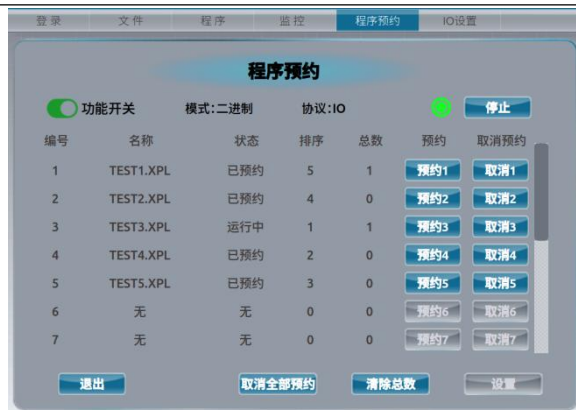 登录 文件 程序 监控 程序预约 IO设置
程序预约
功能开关 模式:二进制 协议:IO 停止
编号 名称 状态 排序 总数 预约 取消预约
1 TEST1.XPL 已预约 5 1 预约1 取消1
2 TEST2.XPL 已预约 4 0 预约2 取消2
3 TEST3.XPL 运行中 1 1 预约3 取消3
4 TEST4.XPL 已预约 2 0 预约4 取消4
5 TEST5.XPL 已预约 3 0 预约5 取消5
6 无 无 0 0 预约6 取消6
7 无 无 0 0 预约7 取消7
退出 取消全部预约 清除总数 设置